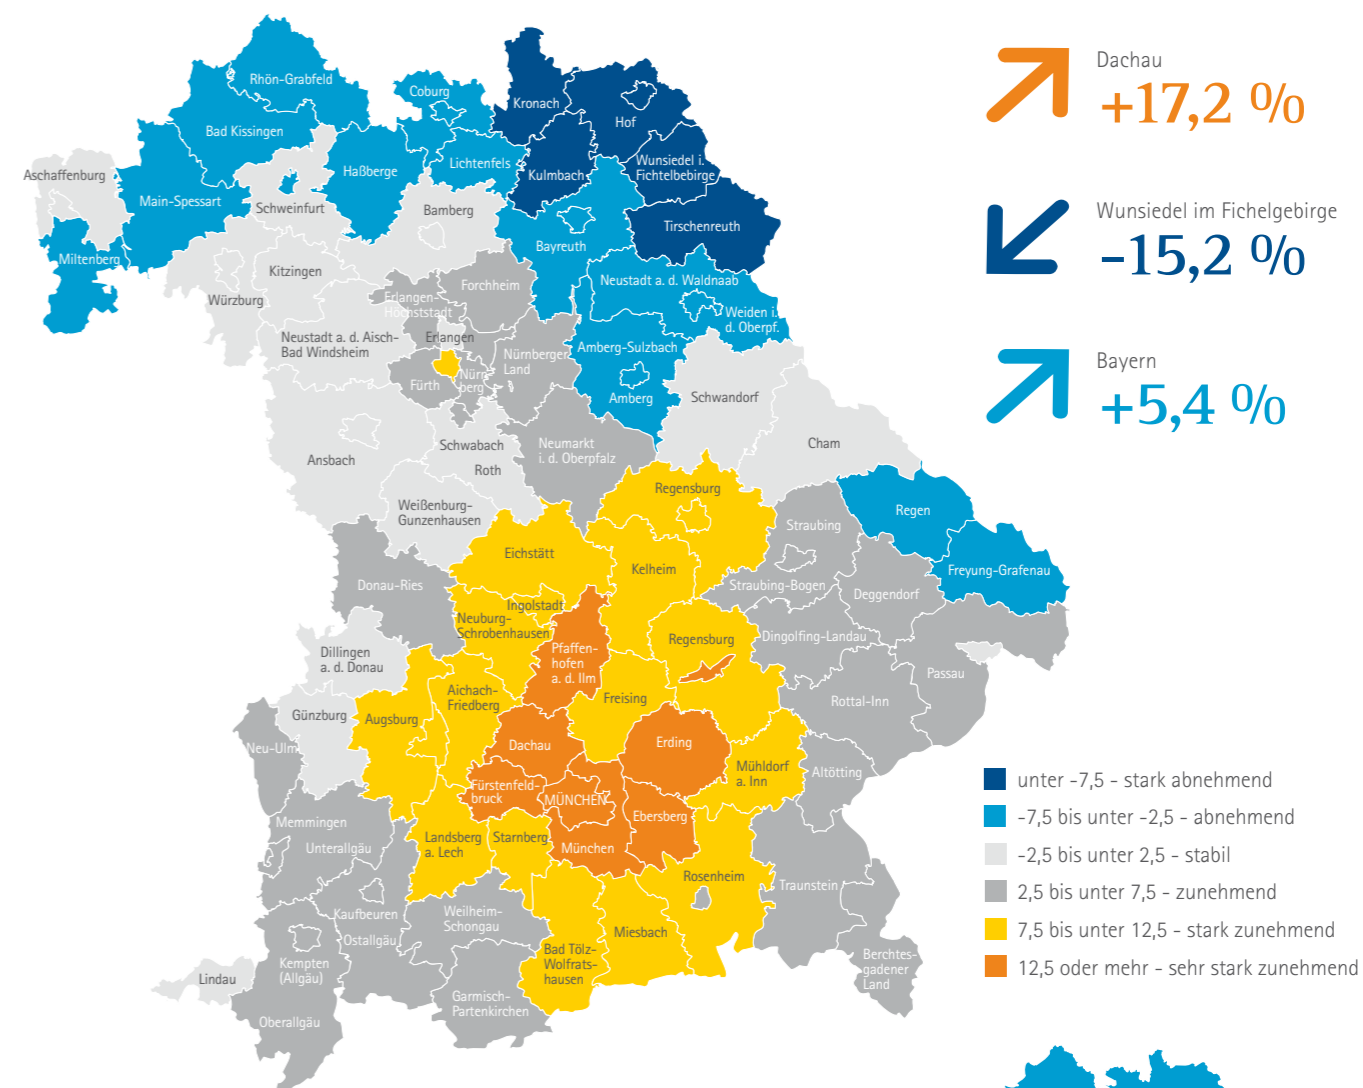 Rhön-Grabfeld
Coburg
Kronach
Hof
Bad Kissingen
Aschaffenburg
Haßberge
Lichtenfels
Kulmbach
Wunsiedel i.
Fichtelbebirge
Main-Spessart
Schweinfurt
Bamberg
Tirschenreuth
Bayreuth
Miltenberg
Kitzingen
Würzburg
Forchheim
Erlangen-
Höchststadt
Neustadt a. d. Waldnaab
Weiden i.
d. Oberpf.
Neustadt a. d. Aisch-
Bad Windsheim
Erlangen
Nürnberger
Land
Amberg-Sulzbach
Fürth
Nürn
berg
Amberg
Schwandorf
Cham
Ansbach
Schwabach
Roth
Neumarkt
i. d. Oberpfalz
Weißenburg-
Gunzenhausen
Regensburg
Straubing
Regen
Eichstätt
Kelheim
Freyung-Grafenau
Donau-Ries
Straubing-Bogen
Deggendorf
Ingolstadt
Neuburg-
Schrobenhausen
Regensburg
Dingolfing-Landau
Pfaffen-
hofen
a. d. Ilm
Dillingen
a. d. Donau
Passau
Aichach-
Friedberg
Freising
Rottal-Inn
Günzburg
Augsburg
Neu-Ulm
Dachau
Erding
Mühldorf
a. Inn
Altötting
Fürstenfeld-
bruck
MÜNCHEN
Ebersberg
Memmingen
Unterallgäu
Landsberg
a. Lech
Starnberg
München
Rosenheim
Traunstein
Kaufbeuren
Weilheim-
Schongau
Miesbach
Ostallgäu
Bad Tölz-
Wolfrats-
hausen
Kempten
(Allgäu)
Lindau
Berchtes-
gadener
Land
Garmisch-
Partenkirchen
Oberallgäu
Dachau
+17,2 %
Wunsiedel im Fichelgebirge
-15,2 %
Bayern
+5,4 %
unter -7,5 - stark abnehmend
-7,5 bis unter -2,5 - abnehmend
-2,5 bis unter 2,5 - stabil
2,5 bis unter 7,5 - zunehmend
7,5 bis unter 12,5 - stark zunehmend
12,5 oder mehr - sehr stark zunehmend